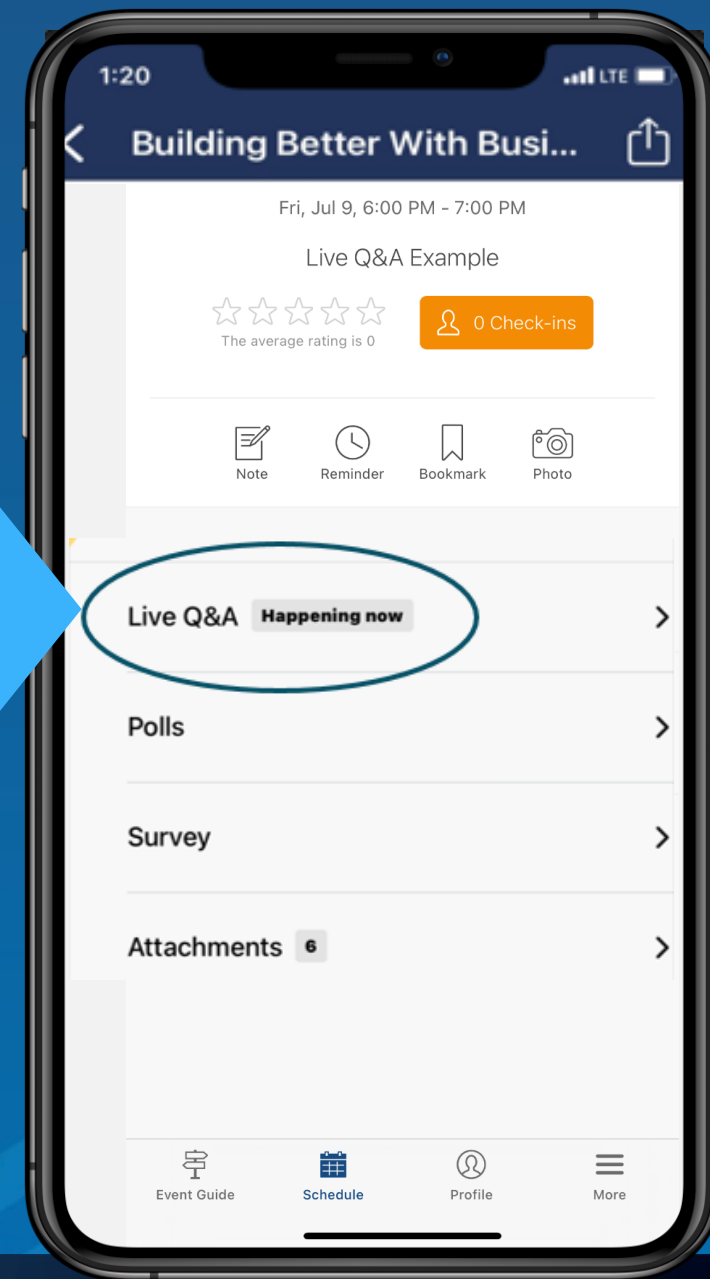 1:20
LTE
Building Better With Busi...
Fri, Jul 9, 6:00 PM - 7:00 PM
Live Q&A Example
0 Check-ins
The average rating is 0
Note Reminder Bookmark Photo
Live Q&A Happening now
Polls
Survey
Attachments 6
Event Guide Schedule Profile More